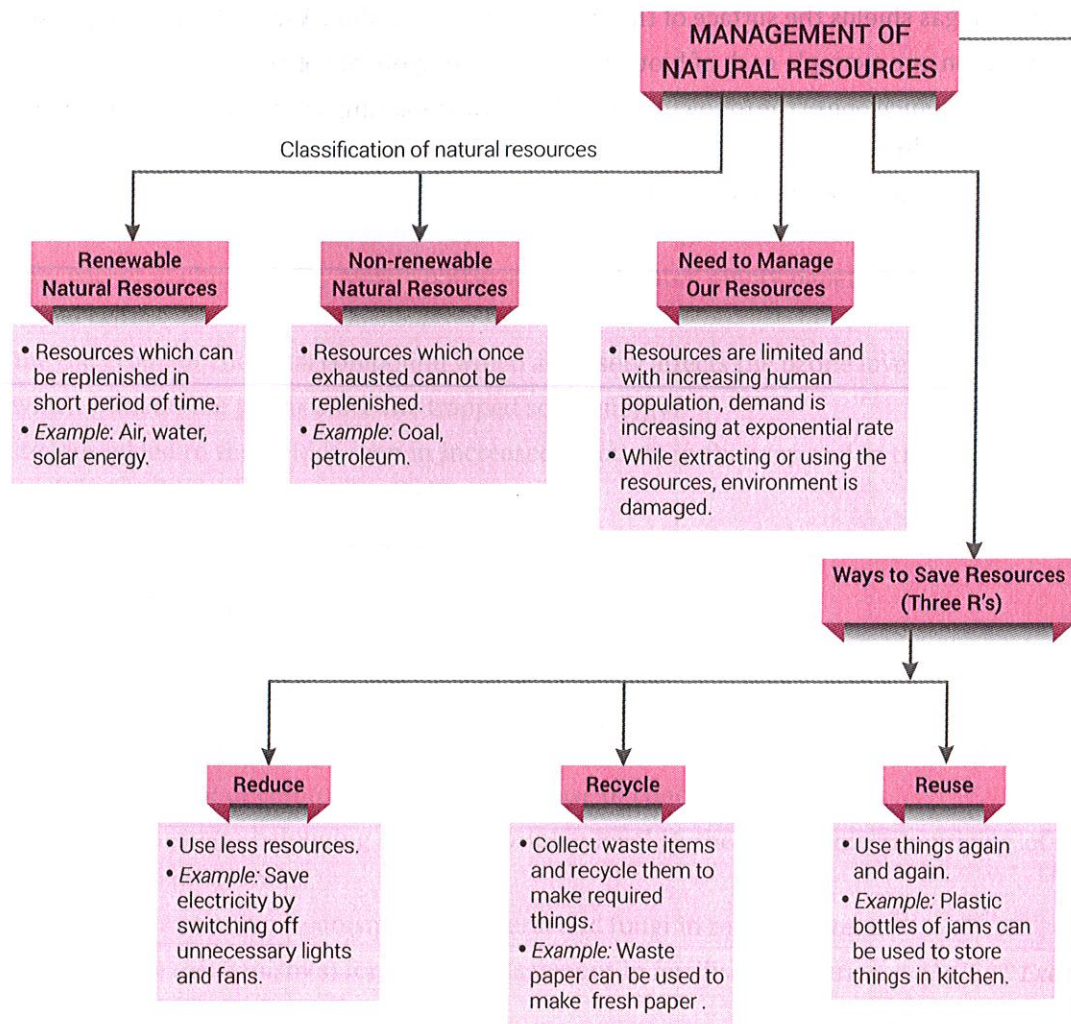 MANAGEMENT OF
NATURAL RESOURCES
Classification of natural resources
Renewable
Natural Resources
• Resources which can
be replenished in
short period of time.
• Example: Air, water,
solar energy.
Non-renewable
Natural Resources
• Resources which once
exhausted cannot be
replenished.
• Example: Coal,
petroleum.
Need to Manage
Our Resources
• Resources are limited and
with increasing human
population, demand is
increasing at exponential rate
• While extracting or using the
resources, environment is
damaged.
Ways to Save Resources
(Three R's)
Reduce
• Use less resources.
• Example: Save
electricity by
switching off
unnecessary lights
and fans.
Recycle
• Collect waste items
and recycle them to
make required
things.
• Example: Waste
paper can be used to
make fresh paper .
Reuse
• Use things again
and again.
• Example: Plastic
bottles of jams can
be used to store
things in kitchen.